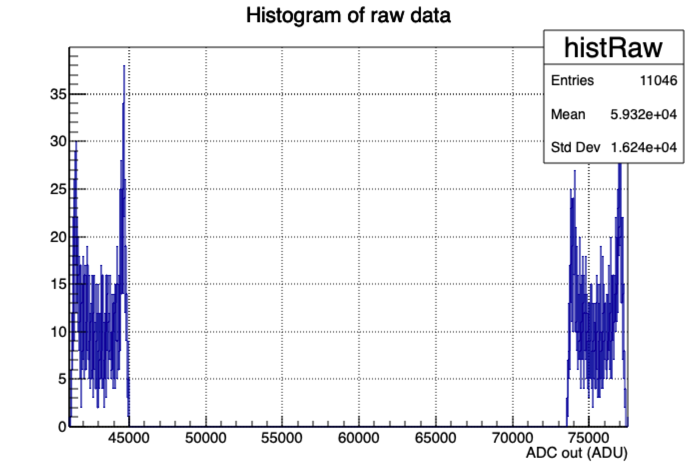 Histogram of raw data
histRaw
Entries 11046
Mean 5.932e+04
Std Dev 1.624e+04
35
30
25
20
15
10
5
0
45000 50000 55000 60000 65000 70000 75000
ADC out (ADU)